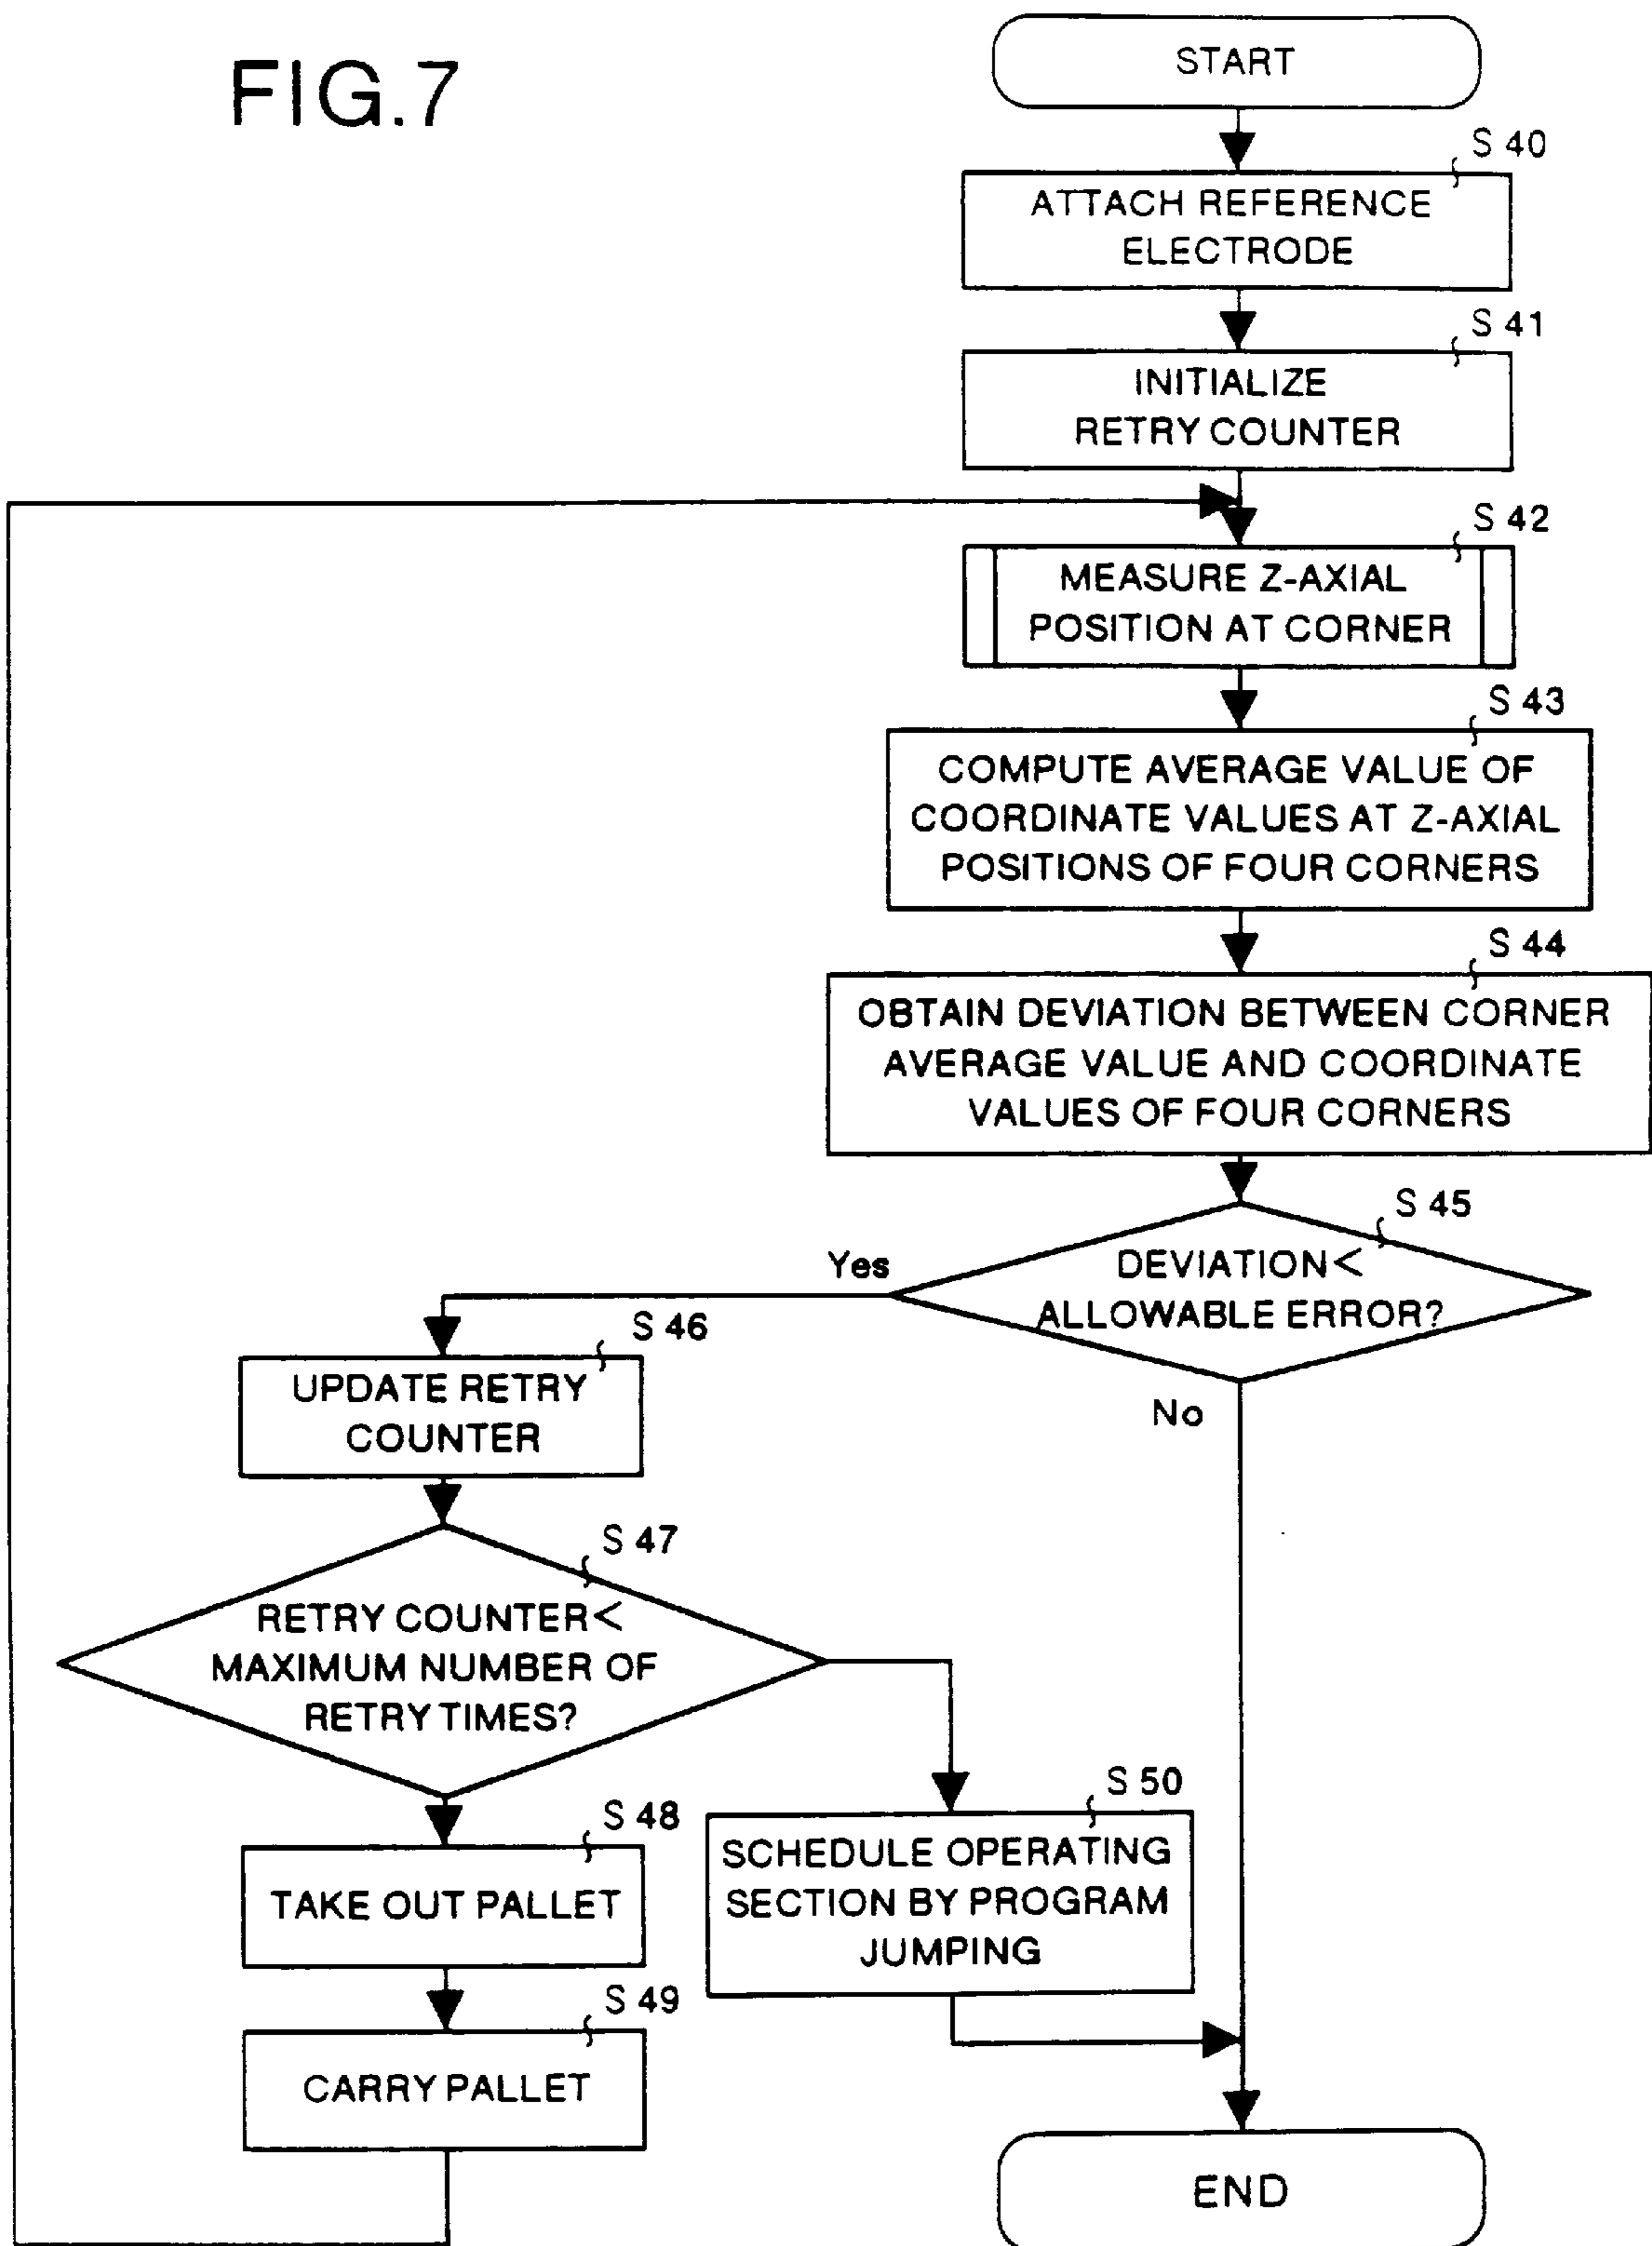 FIG.7
START
S 40
ATTACH REFERENCE
ELECTRODE
S 41
INITIALIZE
RETRY COUNTER
S 42
MEASURE Z-AXIAL
POSITION AT CORNER
S 43
COMPUTE AVERAGE VALUE OF
COORDINATE VALUES AT Z-AXIAL
POSITIONS OF FOUR CORNERS
S 44
OBTAIN DEVIATION BETWEEN CORNER
AVERAGE VALUE AND COORDINATE
VALUES OF FOUR CORNERS
S 45
DEVIATION<
ALLOWABLE ERROR?
Yes
No
S 46
UPDATE RETRY
COUNTER
S 47
RETRY COUNTER<
MAXIMUM NUMBER OF
RETRY TIMES?
S 48
TAKE OUT PALLET
S 49
CARRY PALLET
S 50
SCHEDULE OPERATING
SECTION BY PROGRAM
JUMPING
END